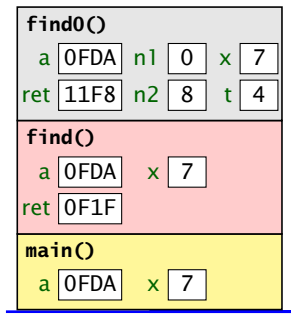 find0()
a 0FDA n1 0 x 7
ret 11F8 n2 8 t 4
find()
a 0FDA x 7
ret 0F1F
main()
a 0FDA x 7